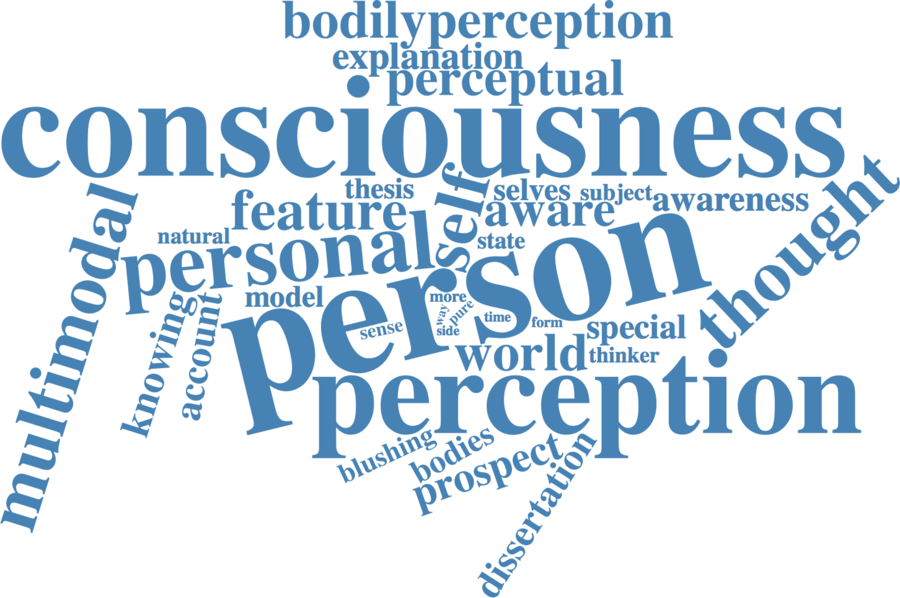 bodilyperception
explanation
perceptual
consciousness
thesis
self
selves
subject
awareness
feature
aware
thought
natural
personal
state
multimodal
model
person
more
way
pure
time
form
sense
side
special
knowing
account
world
thinker
perception
blushing
bodies
prospect
dissertation